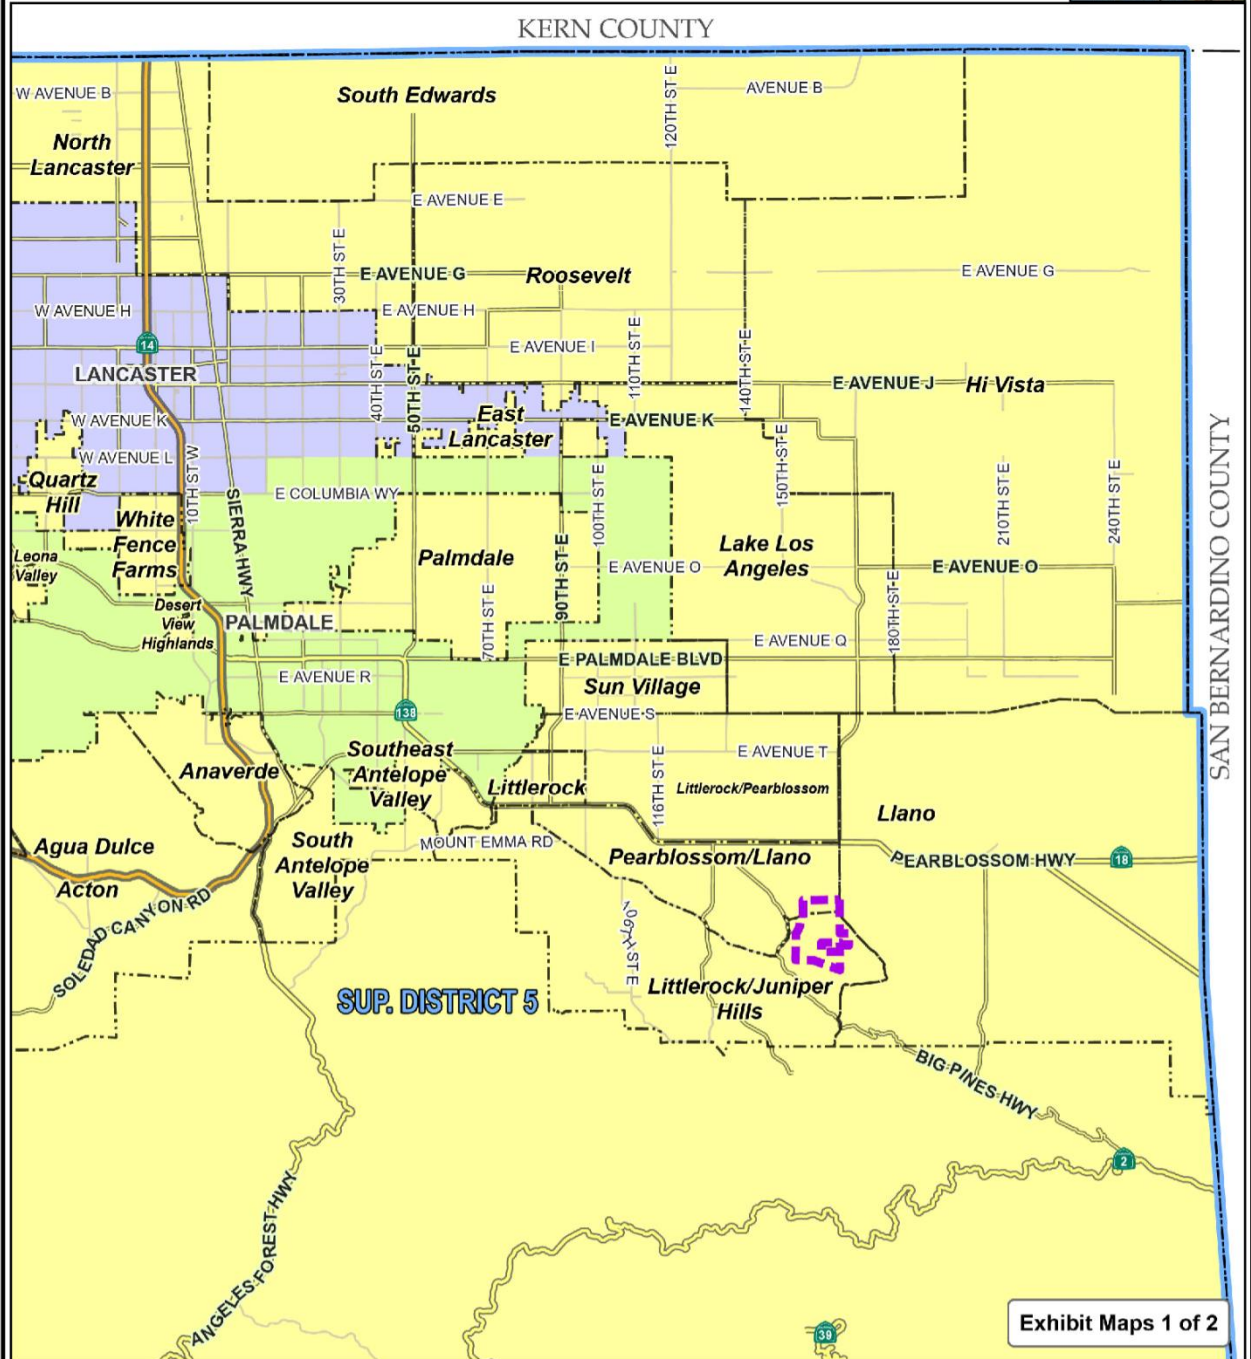 KERN COUNTY
W AVENUE B
South Edwards
120TH ST E
AVENUE B
North
Lancaster
E AVENUE E
30TH ST E
E AVENUE G
Roosevelt
E AVENUE G
W AVENUE H
E AVENUE H
14
E AVENUE I
110TH ST E
140TH ST E
LANCASTER
40TH ST E
50TH ST E
E AVENUE J
Hi Vista
W AVENUE K
East
Lancaster
E AVENUE K
W AVENUE L
150TH ST E
SAN BERNARDINO COUNTY
Quartz
Hill
10TH ST W
SIERRA HWY
E COLUMBIA WY
100TH ST E
210TH ST E
240TH ST E
White
Fence
Farms
Leona
Valley
Palmdale
90TH ST E
Lake Los
Angeles
E AVENUE O
E AVENUE O
70TH ST E
180TH ST E
Desert
View
Highlands
PALMDALE
E AVENUE Q
E PALMDALE BLVD
E AVENUE R
Sun Village
138
E AVENUE S
Southeast
Antelope
Valley
E AVENUE T
116TH ST E
Anaverde
Littlerock
Littlerock/Pearblossom
Llano
South
Antelope
Valley
MOUNT EMMA RD
Agua Dulce
Pearblossom/Llano
PEARBLOSSOM HWY
18
Acton
SOLEDAD CANYON RD
SUP. DISTRICT 5
Littlerock/Juniper
Hills
BIG PINES HWY
2
ANGELES FOREST HWY
39
Exhibit Maps 1 of 2